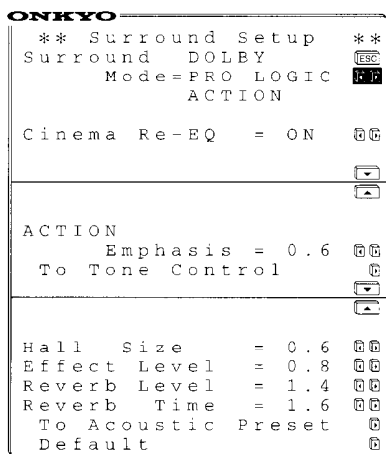 ONKYO
** Surround Setup **
Surround DOLBY ESC
Mode=PRO LOGIC
ACTION
Cinema Re-EQ = ON
ACTION
Emphasis = 0.6
To Tone Control
Hall Size = 0.6
Effect Level = 0.8
Reverb Level = 1.4
Reverb Time = 1.6
To Acoustic Preset
Default